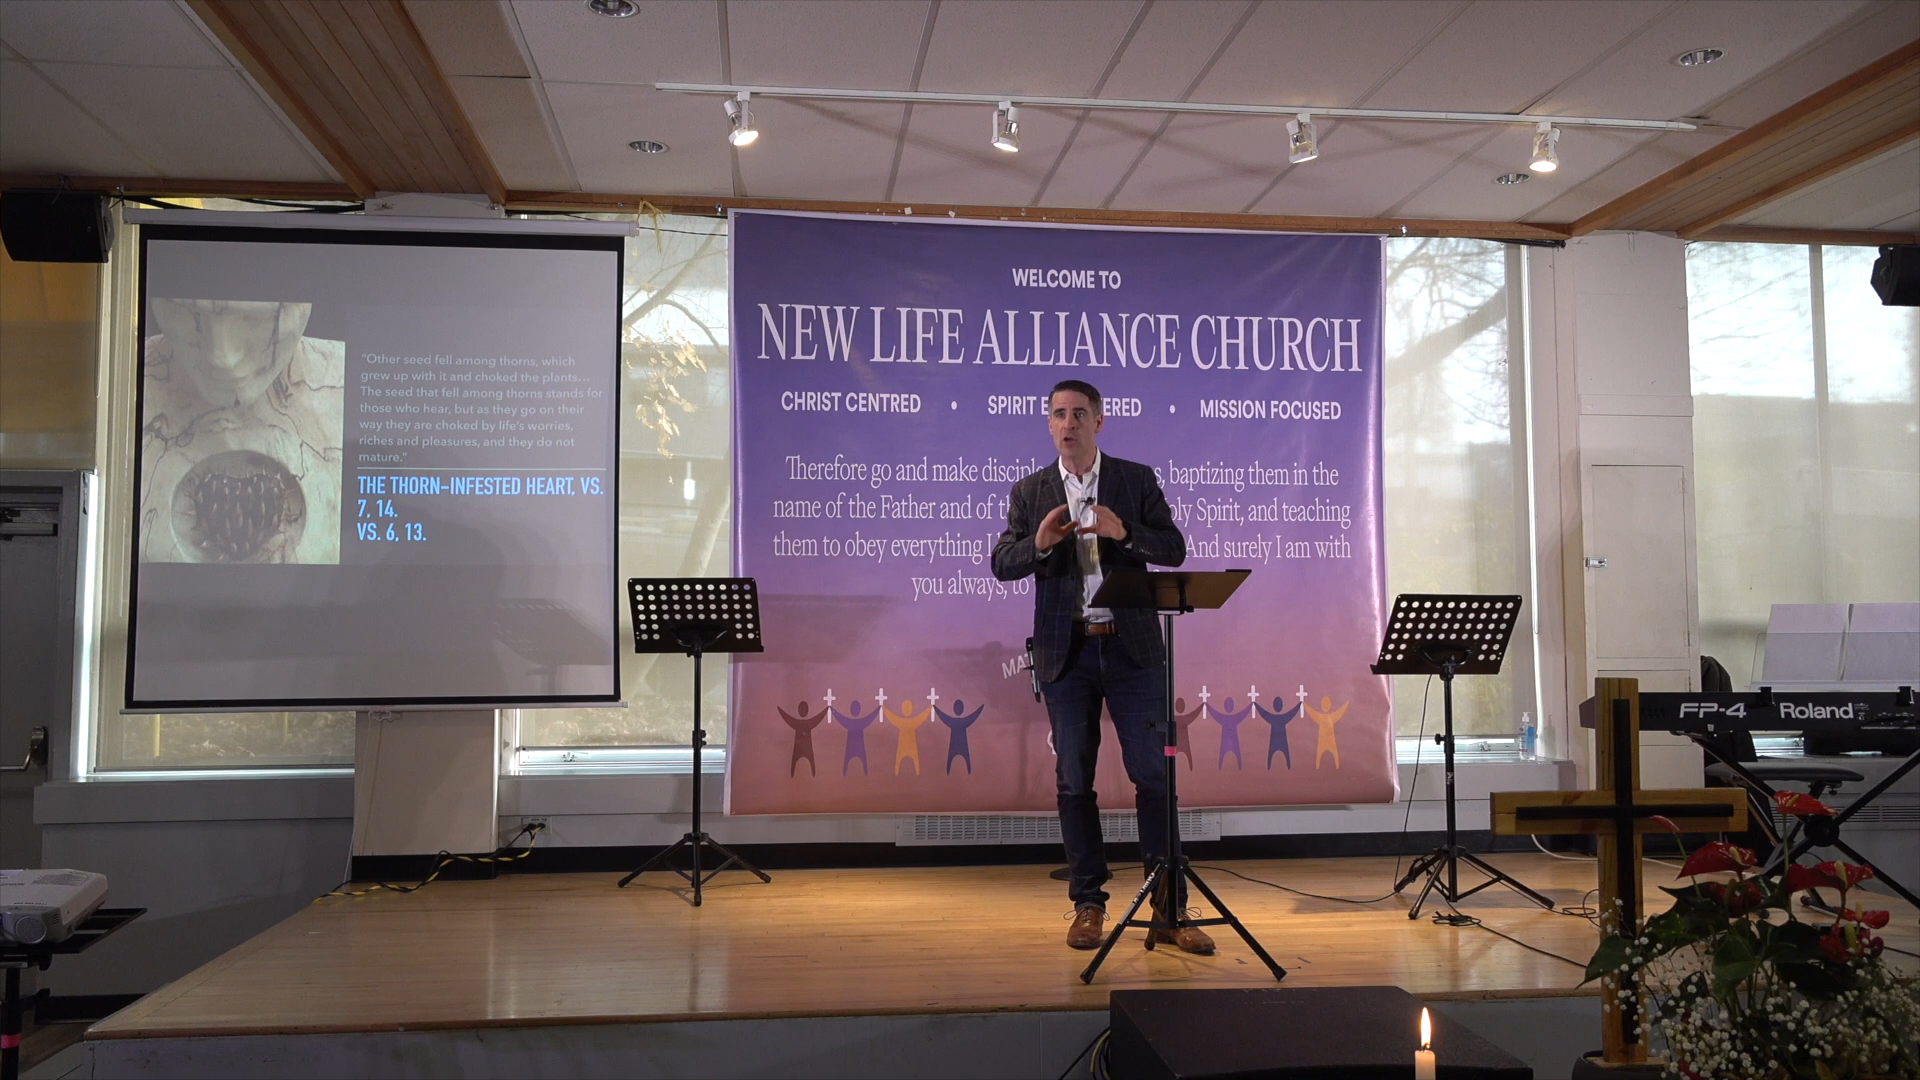 "Other seed fell among thorns, which
grew up with it and choked the plants...
The seed that fell among thorns stands for
those who hear, but as they go on their
way they are choked by life's worries,
riches and pleasures, and they do not
mature."
THE THORN-INFESTED HEART, VS.
7, 14.
VS. 6, 13.
WELCOME TO
NEW LIFE ALLIANCE CHURCH
CHRIST CENTRED • SPIRIT E ERED • MISSION FOCUSED
Therefore go and make disciple s, baptizing them in the
name of the Father and of th oly Spirit, and teaching
them to obey everything I And surely I am with
you always, to
MAT
FP-4 Roland